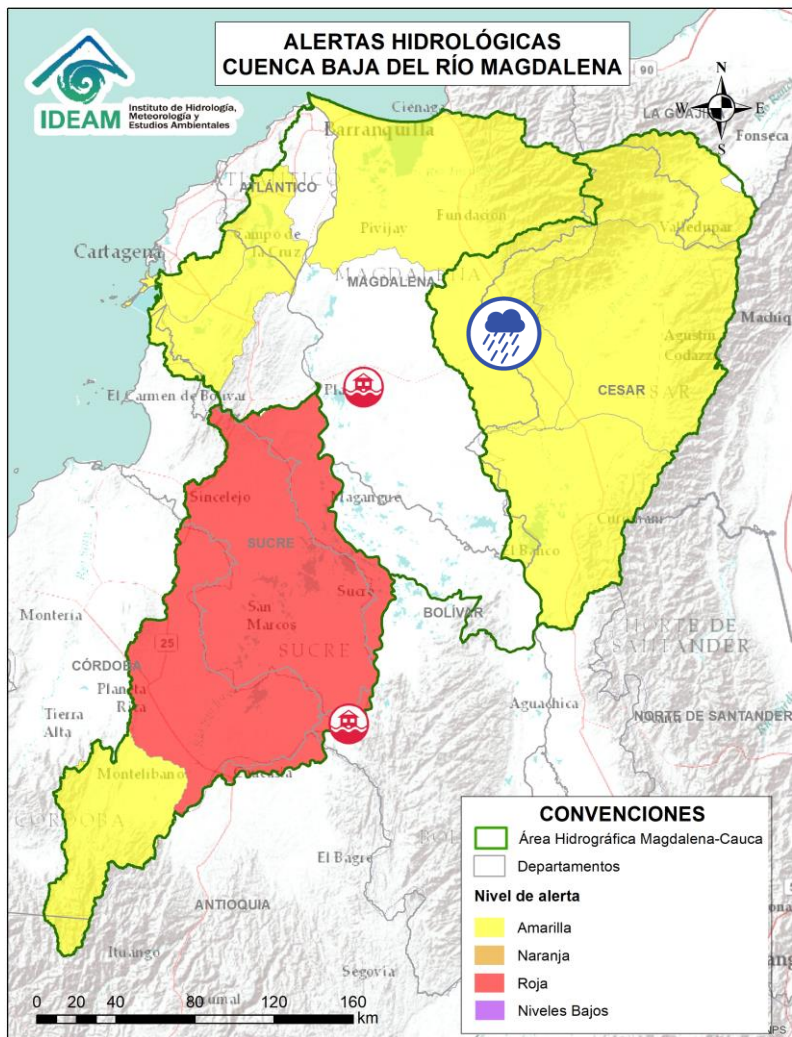 ALERTAS HIDROLÓGICAS
CUENCA BAJA DEL RÍO MAGDALENA
IDEAM
Instituto de Hidrología,
Meteorología y
Estudios Ambientales
N
W
E
S
90
Ciénaga
LA GUAJIRA
Barranquilla
Fonseca
ATLÁNTICO
Pivijay
Fundación
Valledupar
Campo de
la Cruz
Cartagena
MAGDALENA
MAGDALENA
Agustín
Codazzi
CESAR
El Carmen de Bolívar
Sincelejo
Magangué
SUCRE
El Banco
Sucre
BOLÍVAR
San
Marcos
SUCRE
Montería
25
CÓRDOBA
Planeta
Rica
Tierra
Alta
NORTE DE
SANTANDER
Aguachica
NORTE DE SANTANDER
Montelibano
CÓRDOBA
El Bagre
ANTIOQUIA
Ituango
Segovia
CONVENCIONES
Área Hidrográfica Magdalena-Cauca
Departamentos
Nivel de alerta
Amarilla
Naranja
Roja
Niveles Bajos
0 20 40 80 120 160
km